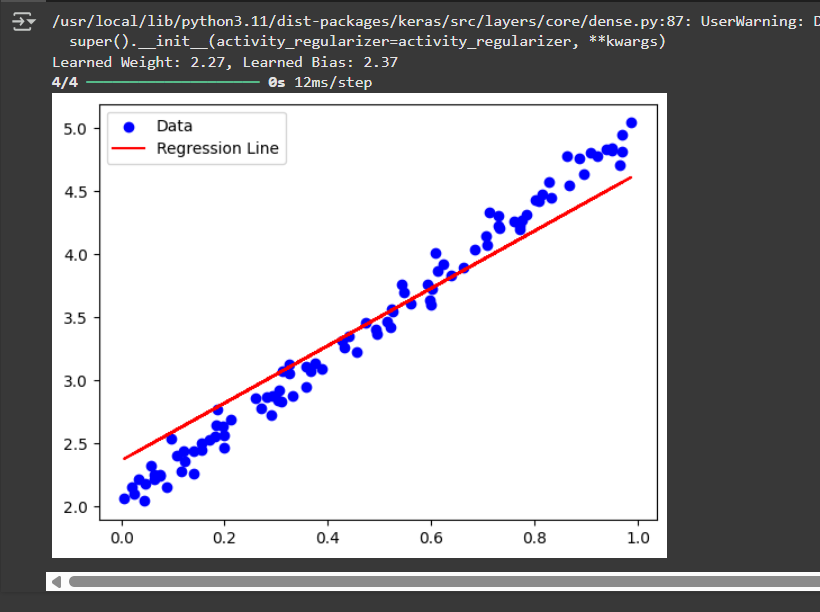 /usr/local/lib/python3.11/dist-packages/keras/src/layers/core/dense.py:87: UserWarning: D
super().__init__(activity_regularizer=activity_regularizer, **kwargs)
Learned Weight: 2.27, Learned Bias: 2.37
4/4 0s 12ms/step
Data
Regression Line
5.0
4.5
4.0
3.5
3.0
2.5
2.0
0.0 0.2 0.4 0.6 0.8 1.0